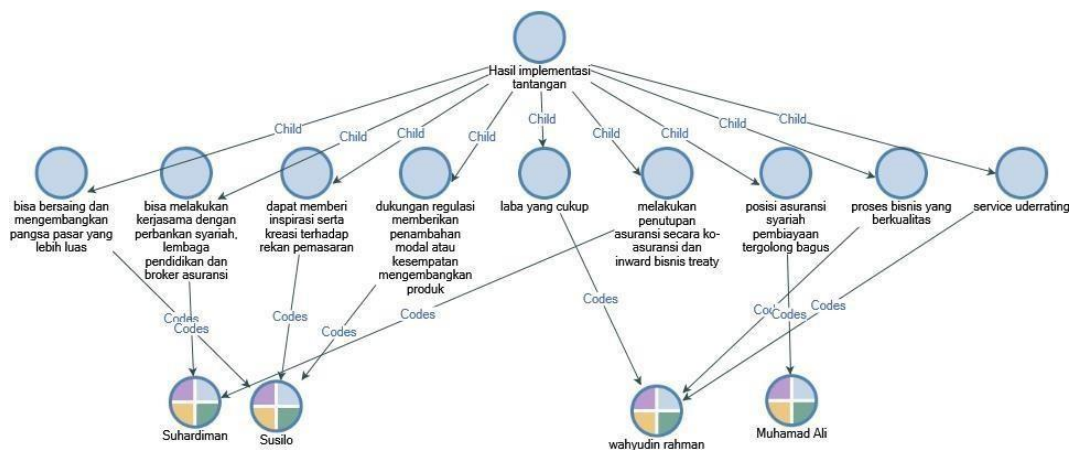 Hasil implementasi
tantangan
Child
Child
Child
Child
Child
Child
Child
Child
Child
bisa bersaing dan
mengembangkan
pangsa pasar yang
lebih luas
bisa melakukan
kerjasama dengan
perbankan syariah,
lembaga
pendidikan dan
broker asuransi
dapat memberi
inspirasi serta
kreasi terhadap
rekan pemasaran
dukungan regulasi
memberikan
penambahan
modal atau
kesempatan
mengembangkan
produk
laba yang cukup
melakukan
penutupan
asuransi secara ko-
asuransi dan
inward bisnis treaty
posisi asuransi
syariah
pembiayaan
tergolong bagus
proses bisnis yang
berkualitas
service uderrating
Codes
Codes
Codes
Codes
Codes
Codes
Codes
Codes
Codes
Suhardiman
Susilo
wahyudin rahman
Muhamad Ali